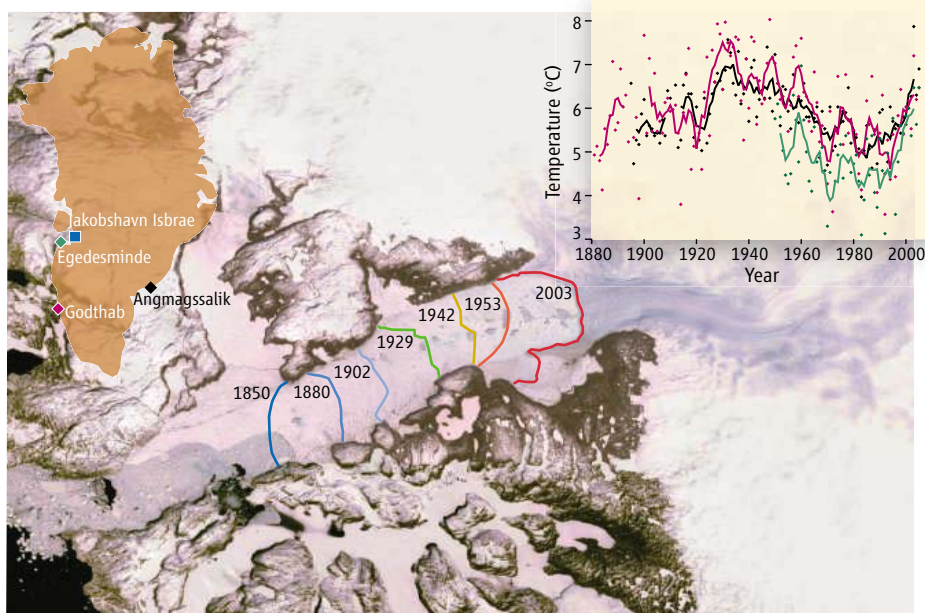 Jakobshavn Isbrae
Egedesminde
Angmagssalik
Godthab
1850
1880
1902
1929
1942
1953
2003
Temperature (ºC)
8
7
6
5
4
3
1880 1900 1920 1940 1960 1980 2000
Year